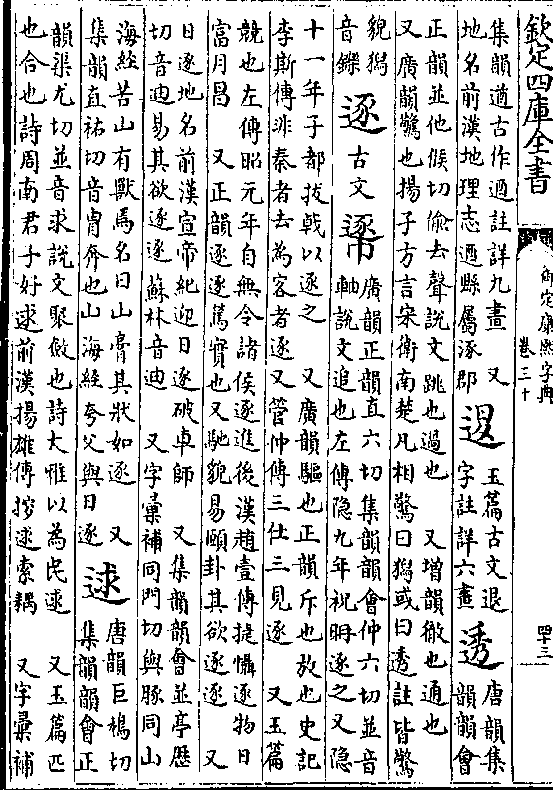 欽定四庫全書
御定康熙字典
卷三十
四十三
集韻遒古作逎註詳九畫　又
地名前漢地理志逎縣屬涿郡
𨓤
玉篇古文退
字註詳六畫
透
唐韻集
韻韻會
正韻並他候切偷去聲說文跳也過也　又增韻徹也通也
又廣韻驚也揚子方言宋衛南楚凡相驚曰獡或曰透註皆驚
貌獡
音鑠
逐
古文𨔵
廣韻正韻直六切集韻韻會仲六切並音
軸說文追也左傳隱九年祝𣆀逐之又隱
十一年子都拔㦸以逐之　又廣韻驅也正韻斥也放也史記
李斯傳非秦者去為客者逐又管仲傳三仕三見逐　又玉篇
競也左傳昭元年自無令諸侯逐進後漢趙壹傳捷懾逐物日
富月昌　又正韻逐逐篤實也又馳貌易頤卦其欲逐逐　又
日逐地名前漢宣帝紀迎日逐破車師　又集韻韻會並亭歷
切音迪易其欲逐逐蘇林音迪　又字彙補同門切與豚同山
海經苦山有獸焉名曰山膏其狀如逐　又
集韻直祐切音胄奔也山海經夸父與日逐
逑
唐韻巨鳩切
集韻韻會正
韻渠尤切並音求說文聚斂也詩大雅以為民逑　又玉篇匹
也合也詩周南君子好逑前漢揚雄傳搜逑索耦　又字彙補